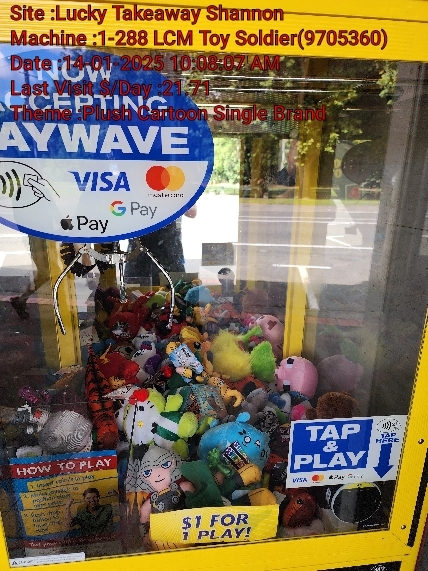 Site :Lucky Takeaway Shannon
Machine :1-288 LCM Toy Soldier(9705360)
Date :14-01-2025 10:08:07 AM
Last Visit $/Day :21.71
Theme :Plush Cartoon Single Brand
NOW
ACCEPTING
AYWAVE
VISA
mastercard
Pay
G Pay
TAP
& PLAY
TAP
HERE
VISA
Pay
HOW TO PLAY
$1 FOR
1 PLAY!